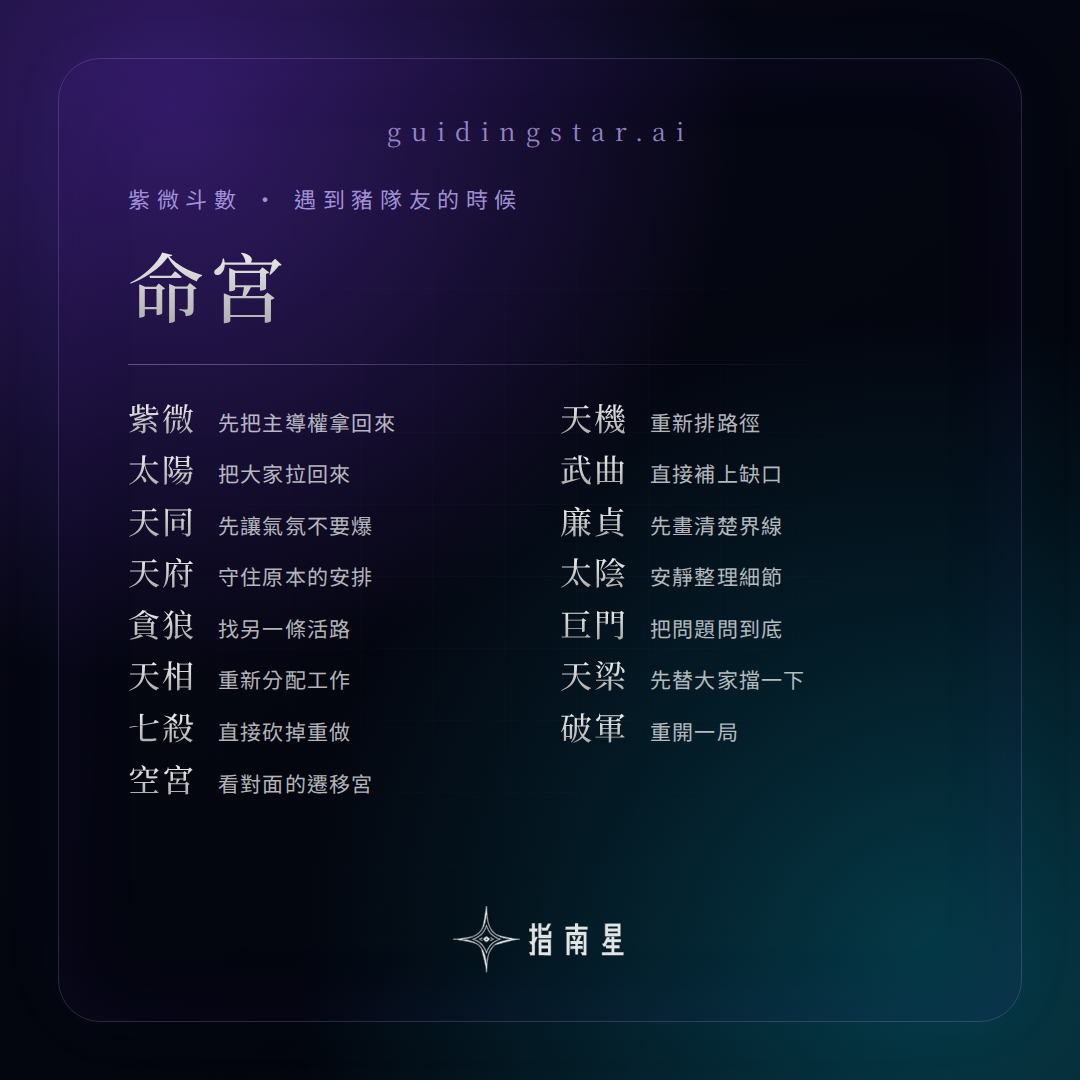 guidingstar.ai
紫微斗數 · 遇到豬隊友的時候
命宮
紫微 先把主導權拿回來
天機 重新排路徑
太陽 把大家拉回來
武曲 直接補上缺口
天同 先讓氣氛不要爆
廉貞 先畫清楚界線
天府 守住原本的安排
太陰 安靜整理細節
貪狼 找另一條活路
巨門 把問題問到底
天相 重新分配工作
天梁 先替大家擋一下
七殺 直接砍掉重做
破軍 重開一局
空宮 看對面的遷移宮
指南星